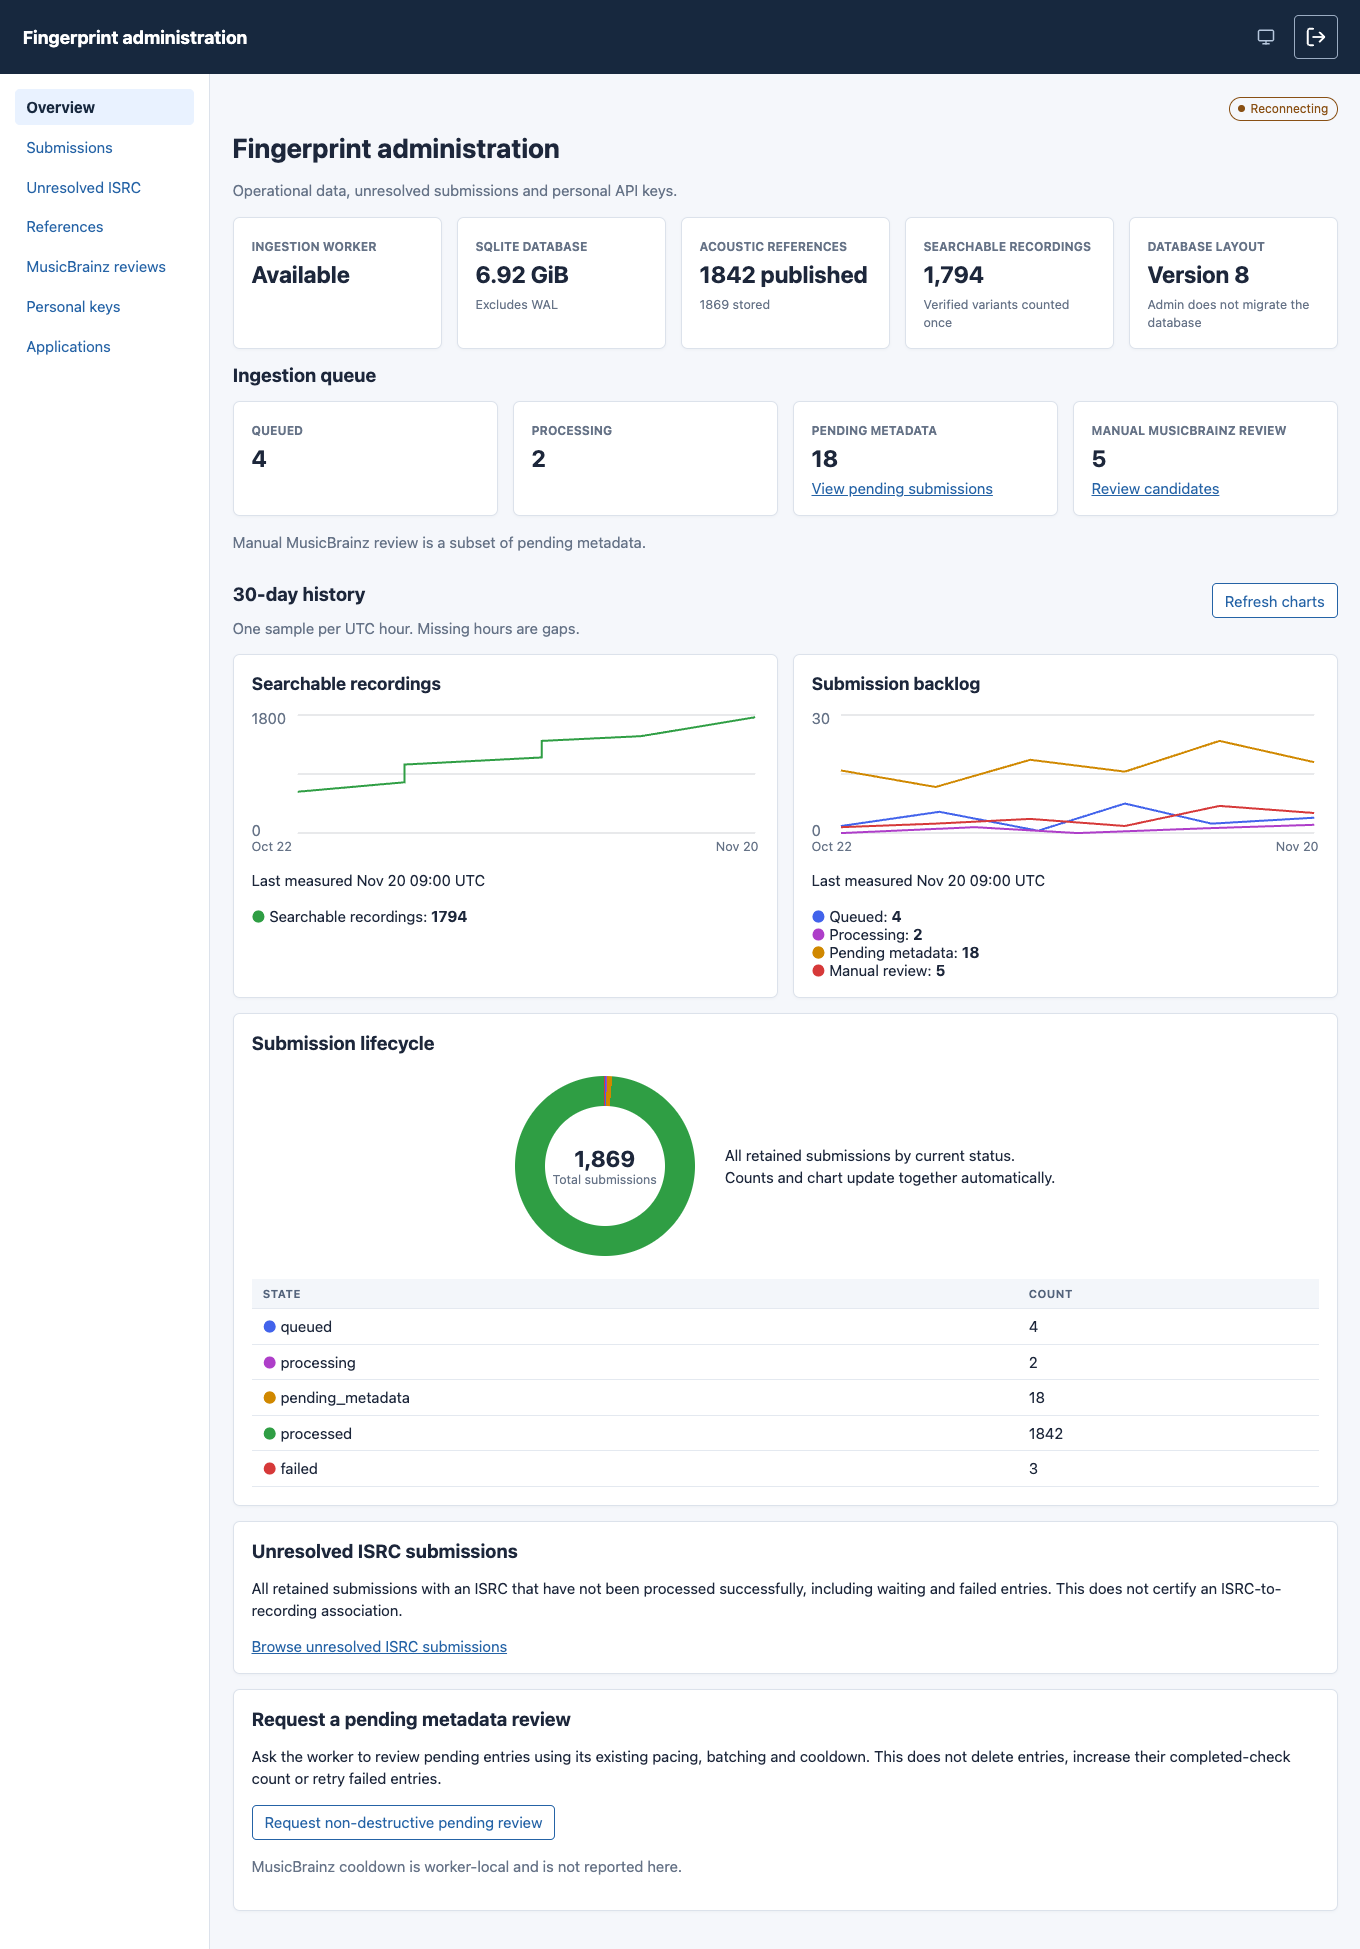 Fingerprint administration
Overview
Submissions
Unresolved ISRC
References
MusicBrainz reviews
Personal keys
Applications
Reconnecting
Fingerprint administration
Operational data, unresolved submissions and personal API keys.
INGESTION WORKER
Available
SQLITE DATABASE
6.92 GiB
Excludes WAL
ACOUSTIC REFERENCES
1842 published
1869 stored
SEARCHABLE RECORDINGS
1,794
Verified variants counted
once
DATABASE LAYOUT
Version 8
Admin does not migrate the
database
Ingestion queue
QUEUED
4
PROCESSING
2
PENDING METADATA
18
View pending submissions
MANUAL MUSICBRAINZ REVIEW
5
Review candidates
Manual MusicBrainz review is a subset of pending metadata.
30-day history
Refresh charts
One sample per UTC hour. Missing hours are gaps.
Searchable recordings
1800
0
Oct 22
Nov 20
Last measured Nov 20 09:00 UTC
Searchable recordings: 1794
Submission backlog
30
0
Oct 22
Nov 20
Last measured Nov 20 09:00 UTC
Queued: 4
Processing: 2
Pending metadata: 18
Manual review: 5
Submission lifecycle
1,869
Total submissions
All retained submissions by current status.
Counts and chart update together automatically.
STATE COUNT
queued 4
processing 2
pending_metadata 18
processed 1842
failed 3
Unresolved ISRC submissions
All retained submissions with an ISRC that have not been processed successfully, including waiting and failed entries. This does not certify an ISRC-to-
recording association.
Browse unresolved ISRC submissions
Request a pending metadata review
Ask the worker to review pending entries using its existing pacing, batching and cooldown. This does not delete entries, increase their completed-check
count or retry failed entries.
Request non-destructive pending review
MusicBrainz cooldown is worker-local and is not reported here.